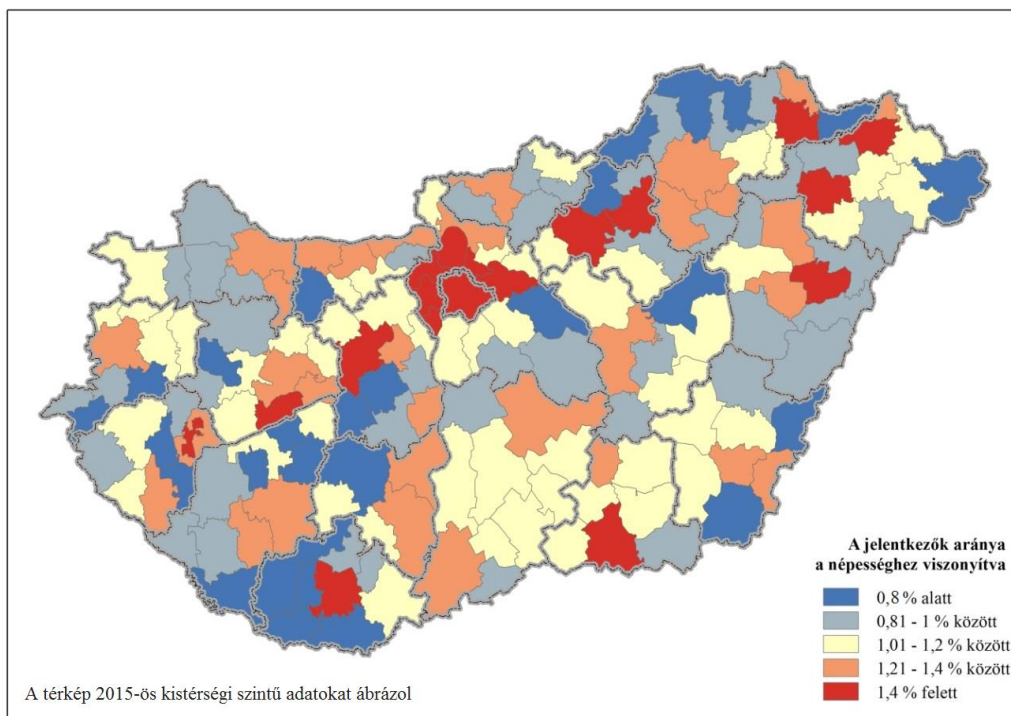 A jelentkezők aránya
a népességhez viszonyítva
0,8 % alatt
0,81 - 1 % között
1,01 - 1,2 % között
1,21 - 1,4 % között
1,4 % felett
A térkép 2015-ös kistérségi szintű adatokat ábrázol